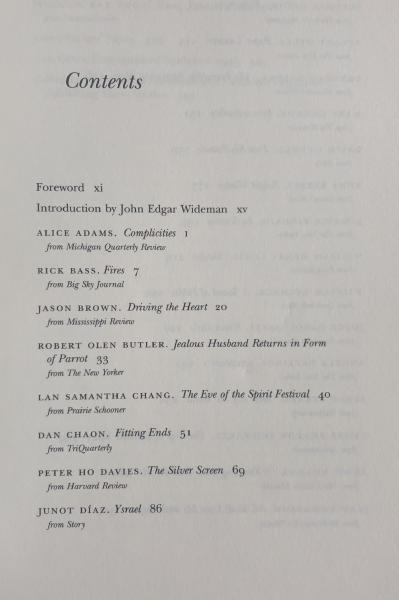 Contents
Foreword xi
Introduction by John Edgar Wideman xv
ALICE ADAMS. Complicities 1
from Michigan Quarterly Review
RICK BASS. Fires 7
from Big Sky Journal
JASON BROWN. Driving the Heart 20
from Mississippi Review
ROBERT OLEN BUTLER. Jealous Husband Returns in Form
of Parrot 33
from The New Yorker
LAN SAMANTHA CHANG. The Eve of the Spirit Festival 40
from Prairie Schooner
DAN CHAON. Fitting Ends 51
from TriQuarterly
PETER HO DAVIES. The Silver Screen 69
from Harvard Review
JUNOT DÍAZ. Ysrael 86
from Story